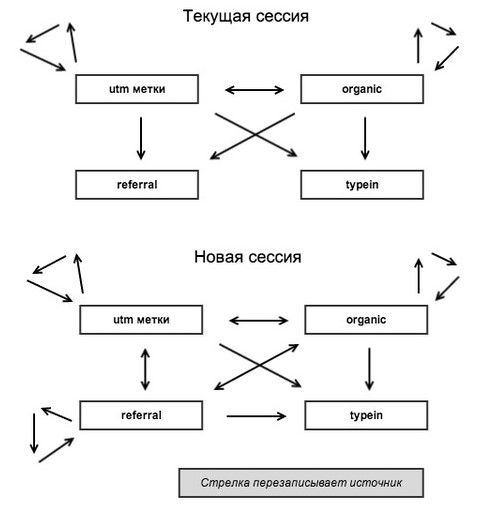 Текущая сессия
utm метки
organic
referral
typein
Новая сессия
utm метки
organic
referral
typein
Стрелка перезаписывает источник